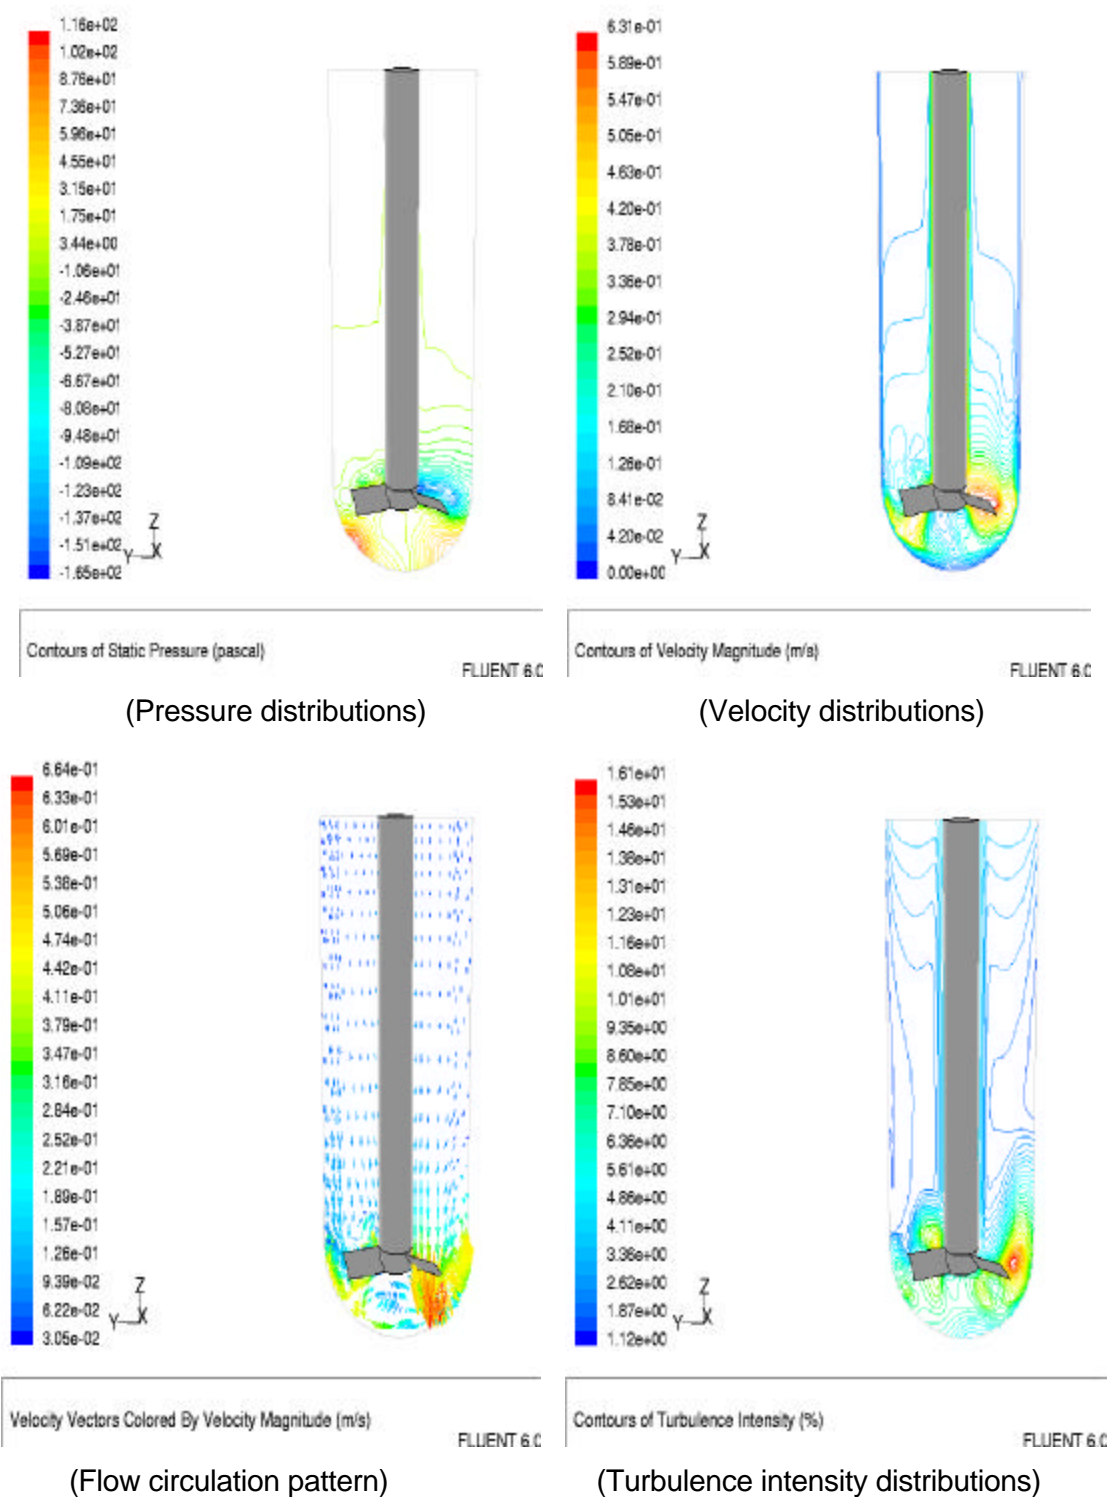 1.16e+02
1.02e+02
8.76e+01
7.36e+01
5.96e+01
4.55e+01
3.15e+01
1.75e+01
3.44e+00
-1.06e+01
-2.46e+01
-3.87e+01
-5.27e+01
-6.67e+01
-8.08e+01
-9.48e+01
-1.09e+02
-1.23e+02
-1.37e+02
-1.51e+02
-1.65e+02
Z
Y X
Contours of Static Pressure (pascal)
FLUENT 6.0
(Pressure distributions)
6.31e-01
5.89e-01
5.47e-01
5.05e-01
4.63e-01
4.20e-01
3.78e-01
3.36e-01
2.94e-01
2.52e-01
2.10e-01
1.68e-01
1.26e-01
8.41e-02
4.20e-02
0.00e+00
Z
Y X
Contours of Velocity Magnitude (m/s)
FLUENT 6.0
(Velocity distributions)
6.64e-01
6.33e-01
6.01e-01
5.69e-01
5.38e-01
5.06e-01
4.74e-01
4.42e-01
4.11e-01
3.79e-01
3.47e-01
3.16e-01
2.84e-01
2.52e-01
2.21e-01
1.89e-01
1.57e-01
1.26e-01
9.39e-02
6.22e-02
3.05e-02
Z
Y X
Velocity Vectors Colored By Velocity Magnitude (m/s)
FLUENT 6.0
(Flow circulation pattern)
1.61e+01
1.53e+01
1.46e+01
1.38e+01
1.31e+01
1.23e+01
1.16e+01
1.08e+01
1.01e+01
9.35e+00
8.60e+00
7.85e+00
7.10e+00
6.36e+00
5.61e+00
4.86e+00
4.11e+00
3.36e+00
2.62e+00
1.87e+00
1.12e+00
Z
Y X
Contours of Turbulence Intensity (%)
FLUENT 6.0
(Turbulence intensity distributions)